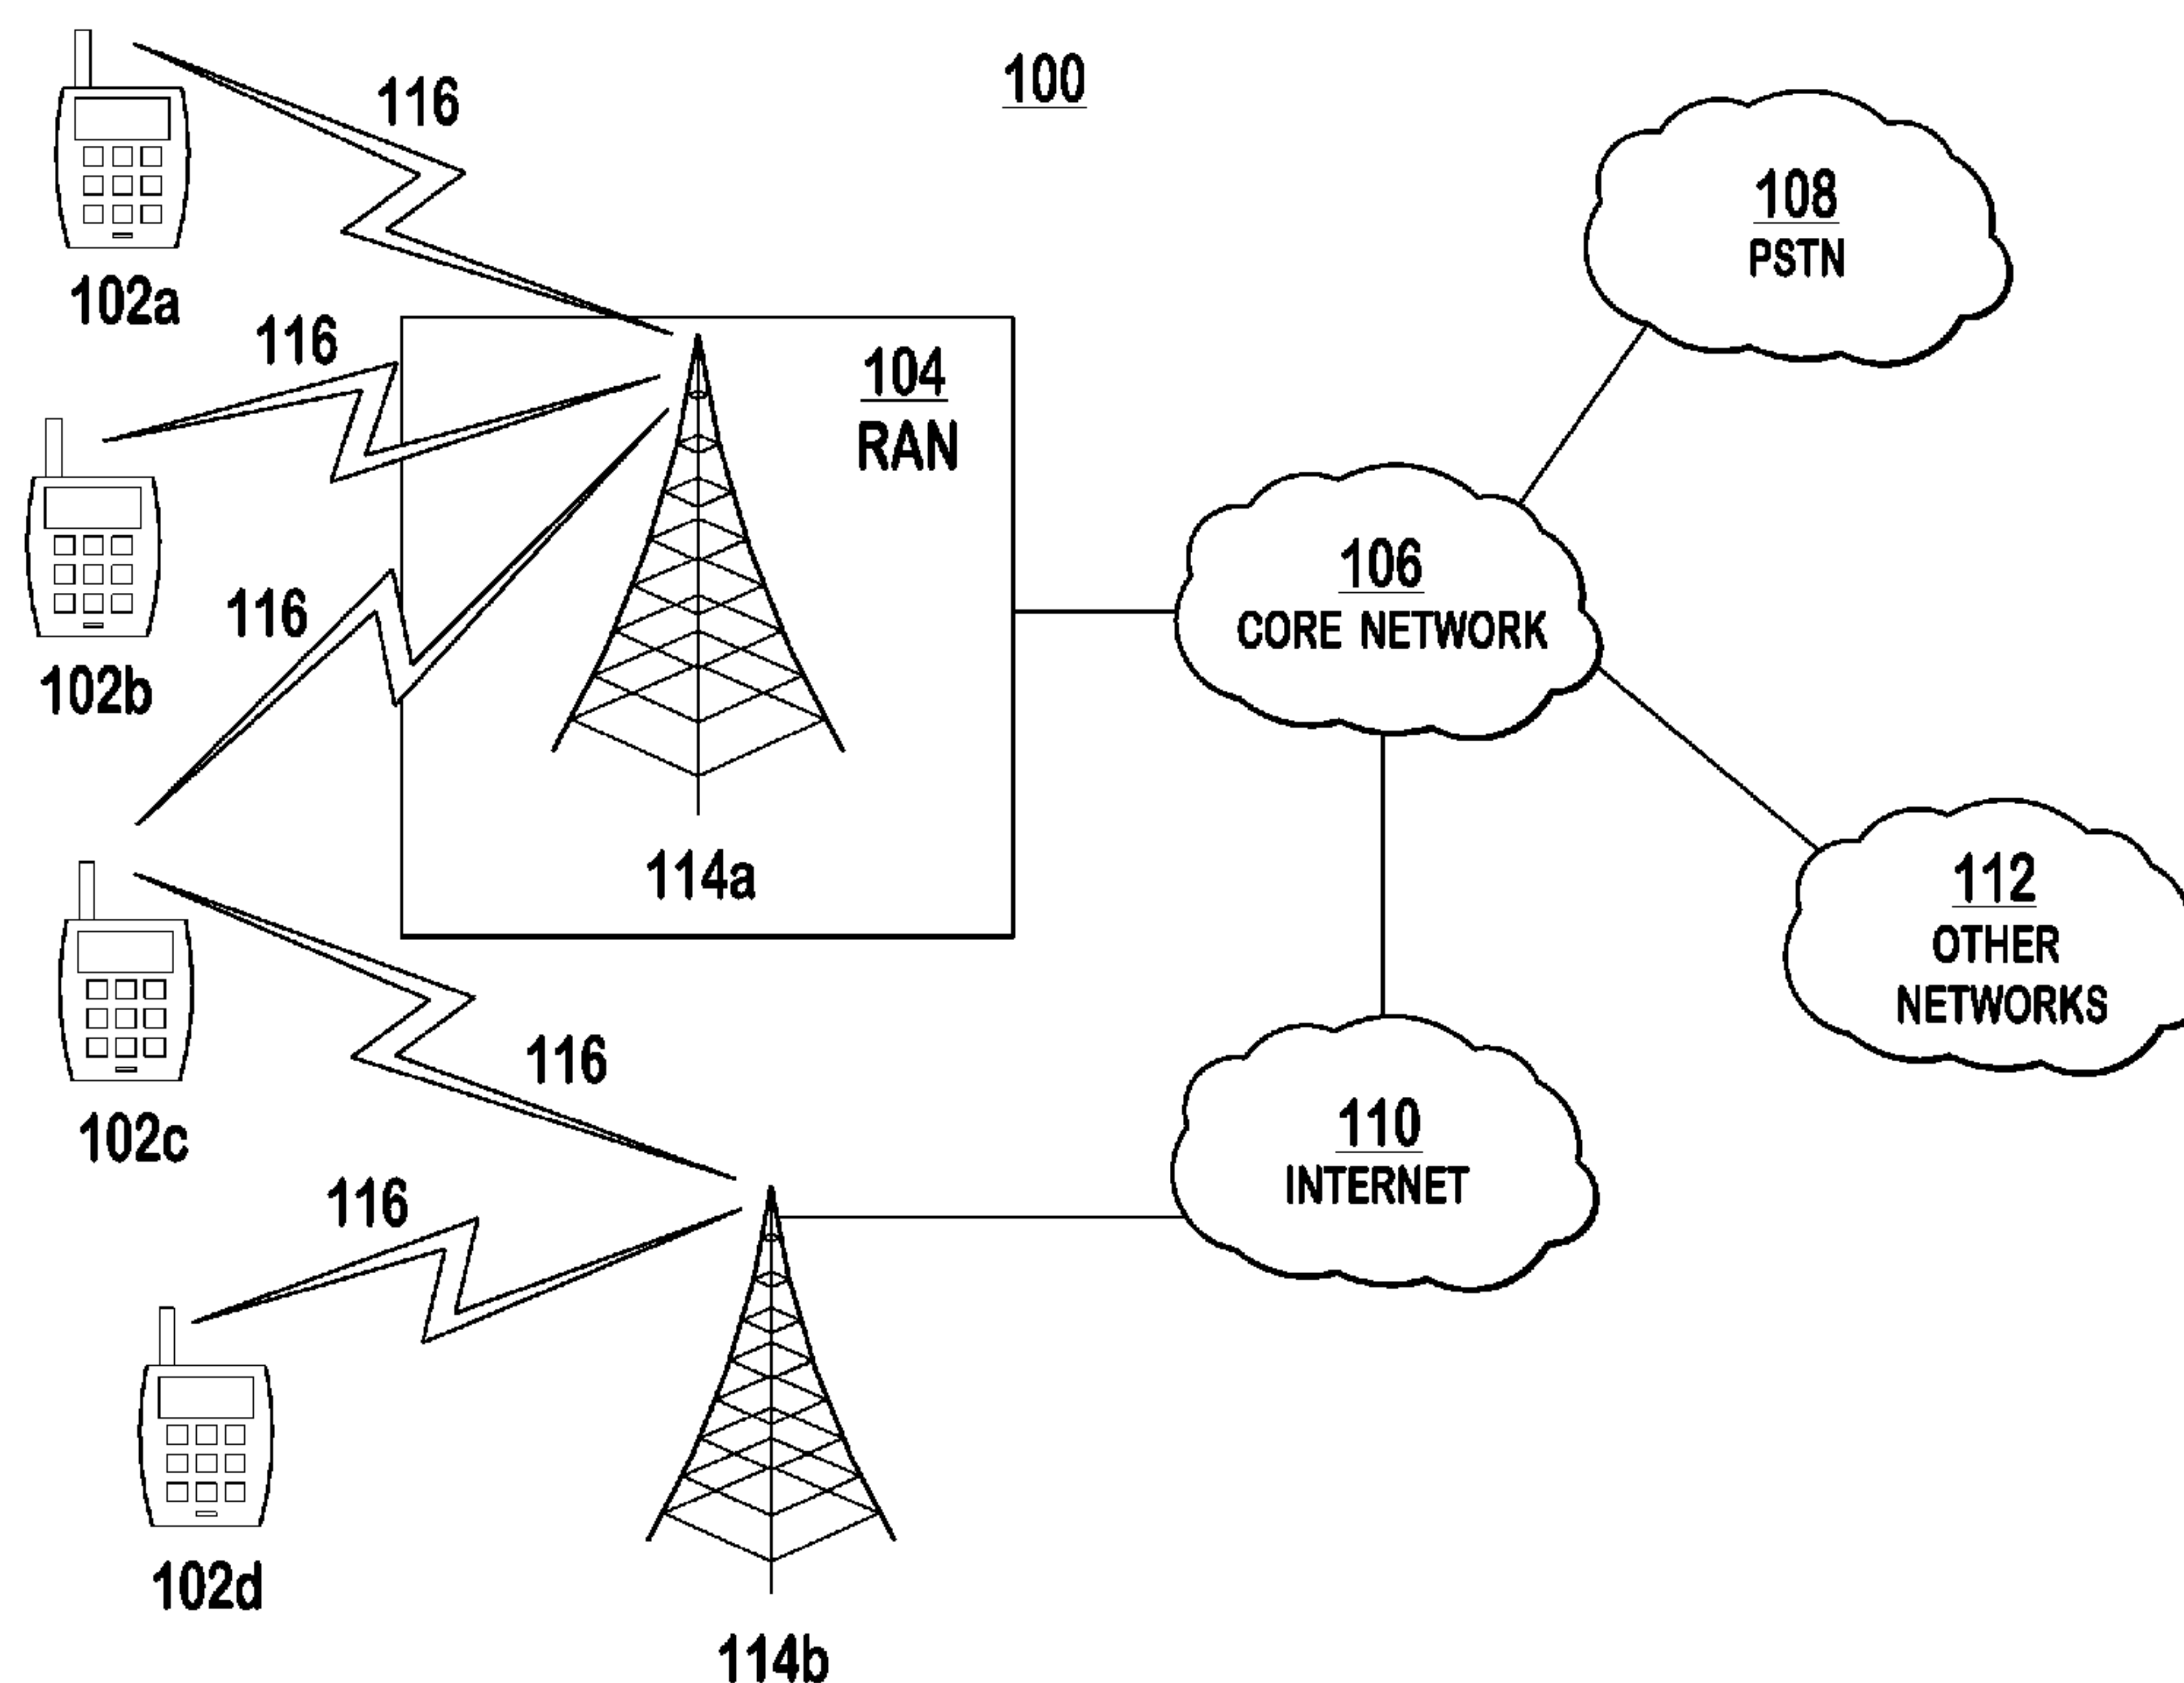 100
116
108
PSTN
102a
116
104
RAN
106
CORE NETWORK
116
102b
114a
112
OTHER
NETWORKS
116
110
INTERNET
102c
116
102d
114b